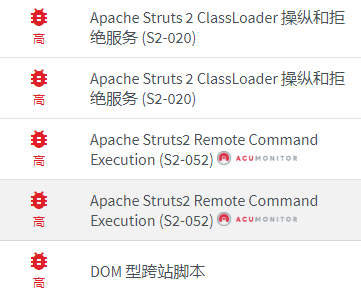 Apache Struts 2 ClassLoader 操纵和拒
绝服务 (S2-020)
高
Apache Struts 2 ClassLoader 操纵和拒
绝服务 (S2-020)
高
Apache Struts2 Remote Command
Execution (S2-052) ACUMONITOR
高
Apache Struts2 Remote Command
Execution (S2-052) ACUMONITOR
高
DOM 型跨站脚本
高